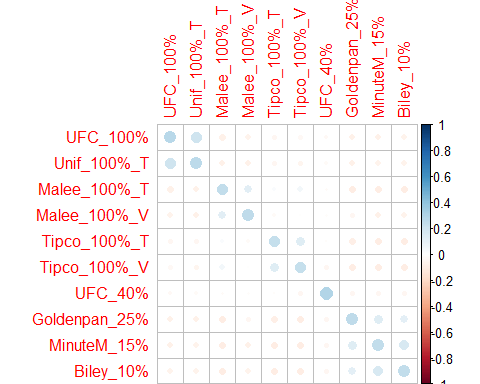 UFC_100%
Unif_100%_T
Malee_100%_T
Malee_100%_V
Tipco_100%_T
Tipco_100%_V
UFC_40%
Goldenpan_25%
MinuteM_15%
Biley_10%
UFC_100%
Unif_100%_T
Malee_100%_T
Malee_100%_V
Tipco_100%_T
Tipco_100%_V
UFC_40%
Goldenpan_25%
MinuteM_15%
Biley_10%
1
0.8
0.6
0.4
0.2
0
-0.2
-0.4
-0.6
-0.8
-1